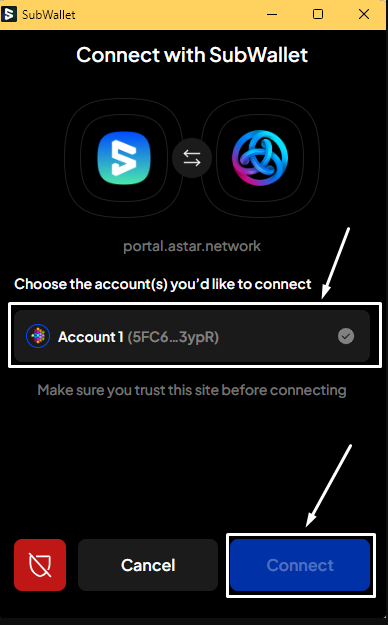 SubWallet
Connect with SubWallet
portal.astar.network
Choose the account(s) you'd like to connect
Account 1 (5FC6...3ypR)
Make sure you trust this site before connecting
Cancel
Connect